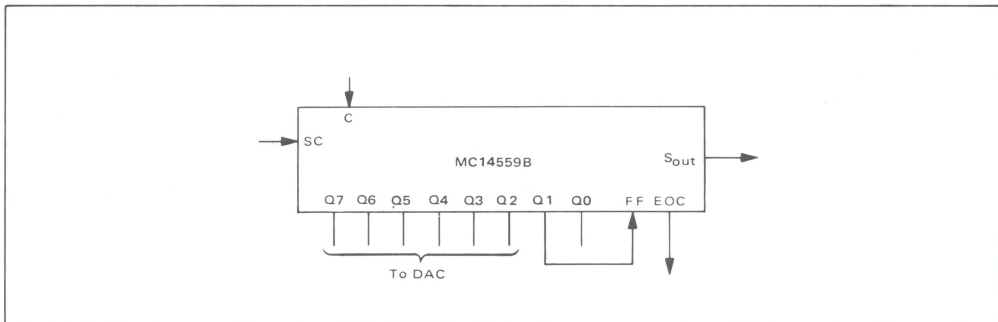 C
SC
MC14559B
Sout
Q7 Q6 Q5 Q4 Q3 Q2 Q1 Q0 FF EOC
To DAC